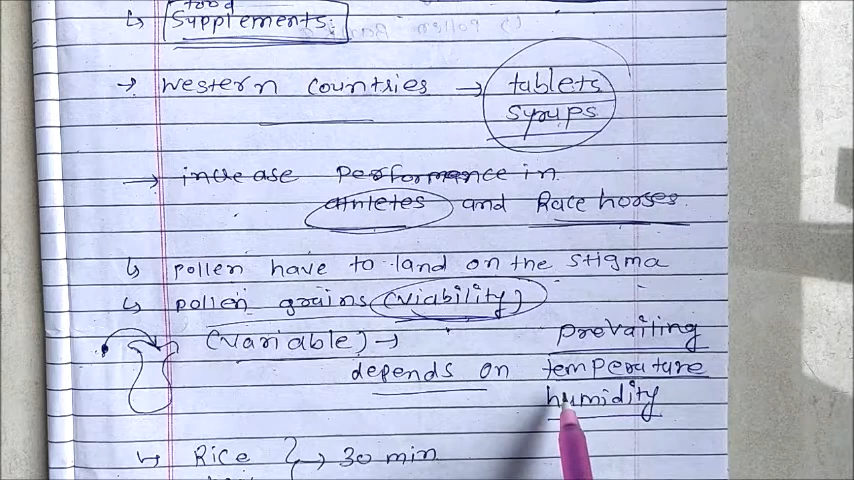 food
↳ Supplements.
→ Western countries → tablets
syrups
→ increase performance in
athletes and Race horses.
↳ pollen have to land on the stigma
↳ pollen grains (viability)
(variable) → prevailing
depends on temperature
humidity
↳ Rice } → 30 min